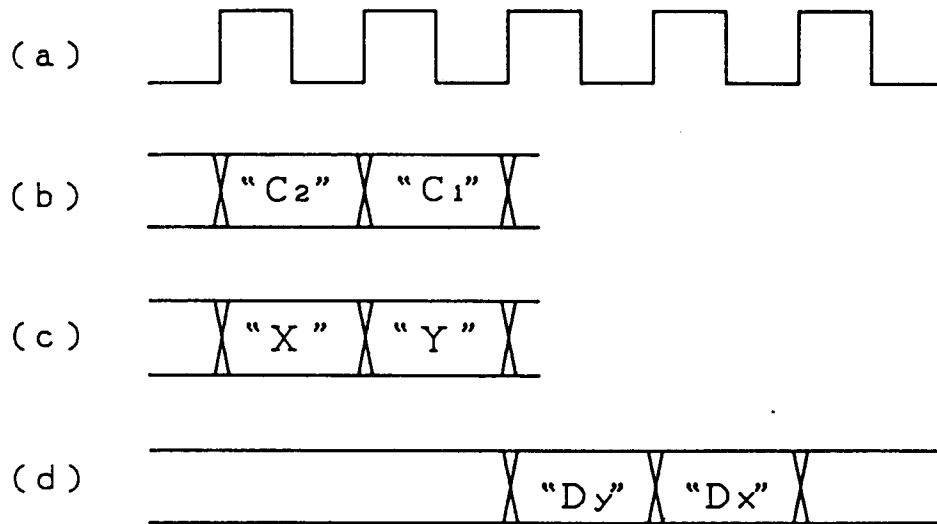 (a)
(b) “C2” “C1”
(c) “X” “Y”
(d) “Dy” “Dx”